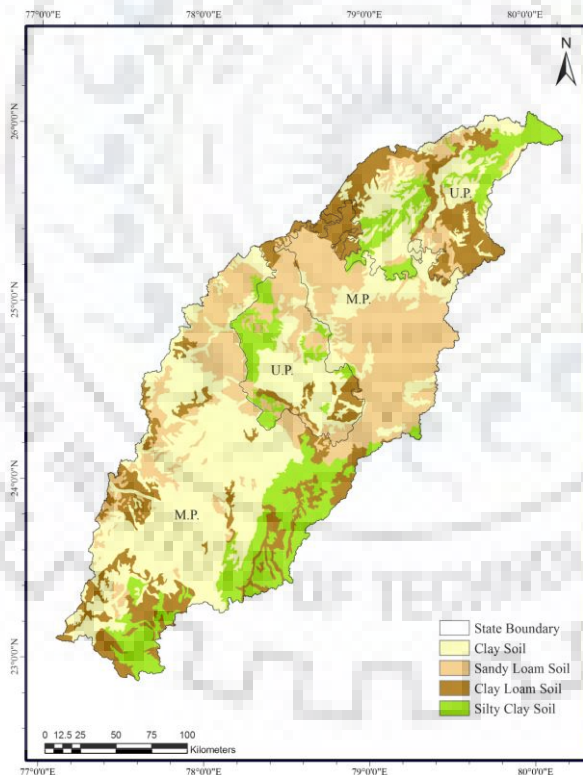 77°0'0"E 78°0'0"E 79°0'0"E 80°0'0"E
N
26°0'0"N
U.P.
25°0'0"N
M.P.
U.P.
24°0'0"N
M.P.
23°0'0"N
State Boundary
Clay Soil
Sandy Loam Soil
Clay Loam Soil
Silty Clay Soil
0 12.5 25 50 75 100
Kilometers
77°0'0"E 78°0'0"E 79°0'0"E 80°0'0"E